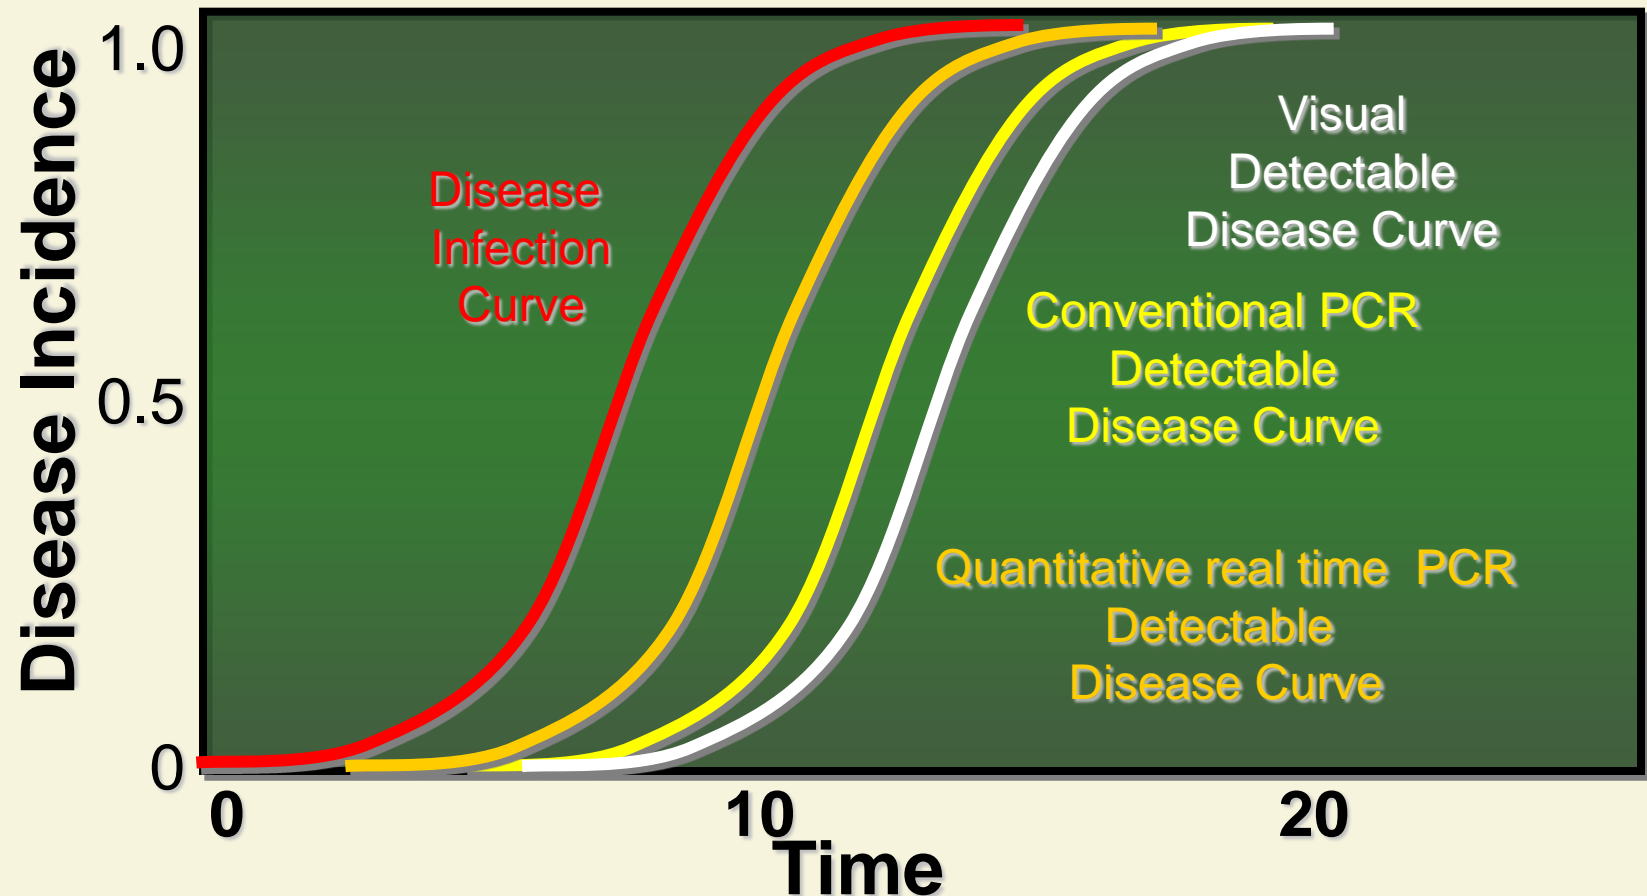 Disease Incidence
1.0
0.5
0
Disease
Infection
Curve
Visual
Detectable
Disease Curve
Conventional PCR
Detectable
Disease Curve
Quantitative real time PCR
Detectable
Disease Curve
0 10 20
Time